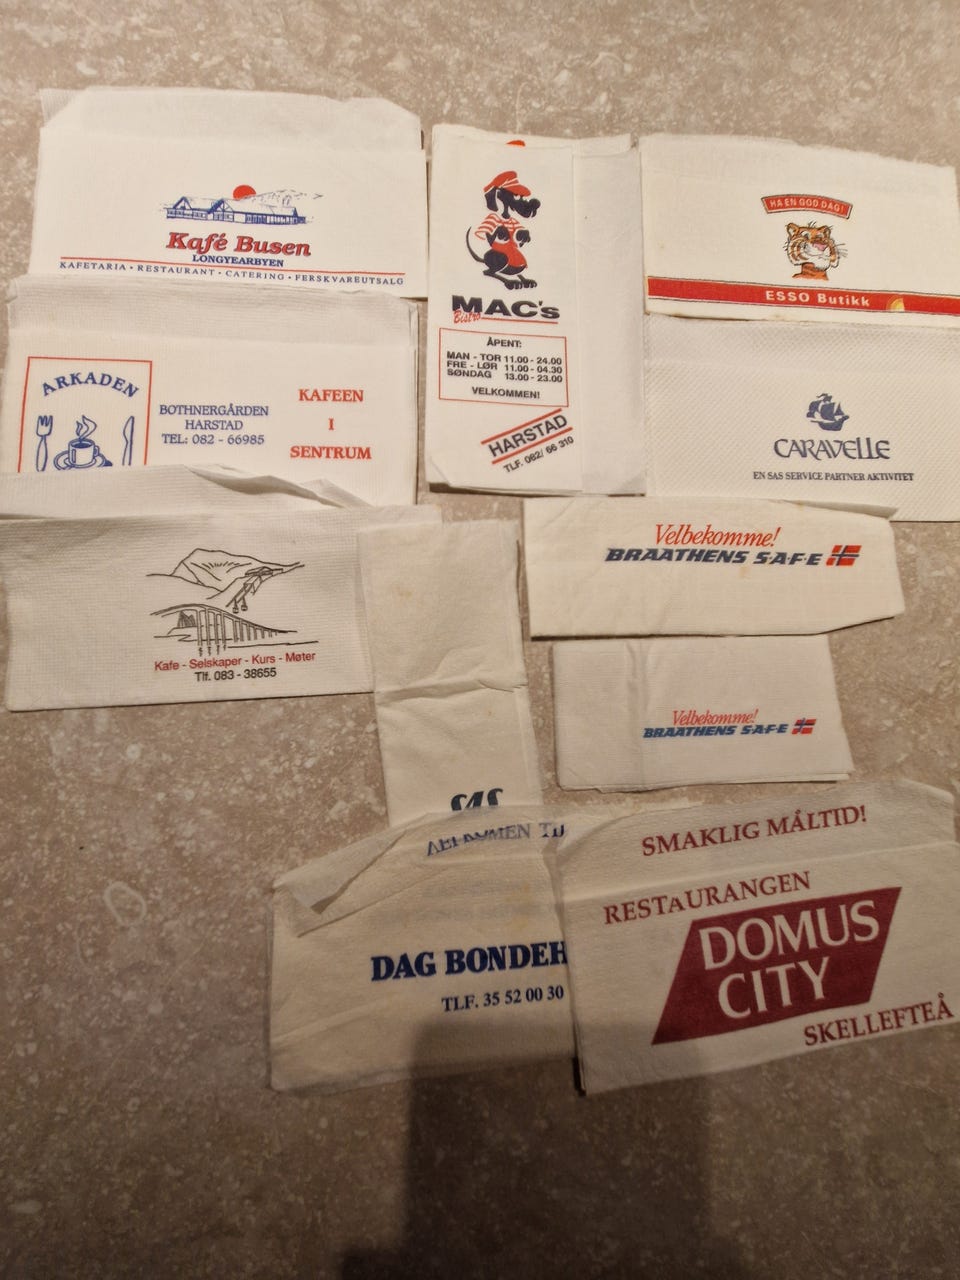 Kafé Busen
LONGYEARBYEN
KAFETARIA • RESTAURANT • CATERING • FERSKVAREUTSALG
MAC's
Bistro
ÅPENT:
MAN - TOR 11.00 - 24.00
FRE - LØR 11.00 - 04.30
SØNDAG 13.00 - 23.00
VELKOMMEN!
HARSTAD
TLF. 082/ 66 310
HA EN GOD DAG!
ESSO Butikk
ARKADEN
BOTHNERGÅRDEN
HARSTAD
TEL: 082 - 66985
KAFEEN
I
SENTRUM
CARAVELLE
EN SAS SERVICE PARTNER AKTIVITET
Kafe - Selskaper - Kurs - Møter
Tlf. 083 - 38655
Velbekomme!
BRAATHENS S·A·F·E
Velbekomme!
BRAATHENS S·A·F·E
SAS
DAG BONDEH
TLF. 35 52 00 30
SMAKLIG MÅLTID!
RESTAURANGEN
DOMUS
CITY
SKELLEFTEÅ